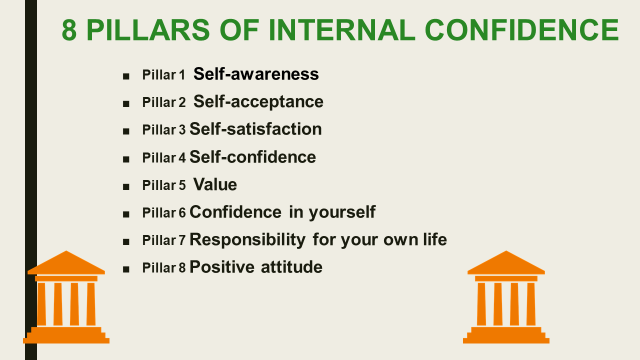 8 PILLARS OF INTERNAL CONFIDENCE
■ Pillar 1 Self-awareness
■ Pillar 2 Self-acceptance
■ Pillar 3 Self-satisfaction
■ Pillar 4 Self-confidence
■ Pillar 5 Value
■ Pillar 6 Confidence in yourself
■ Pillar 7 Responsibility for your own life
■ Pillar 8 Positive attitude